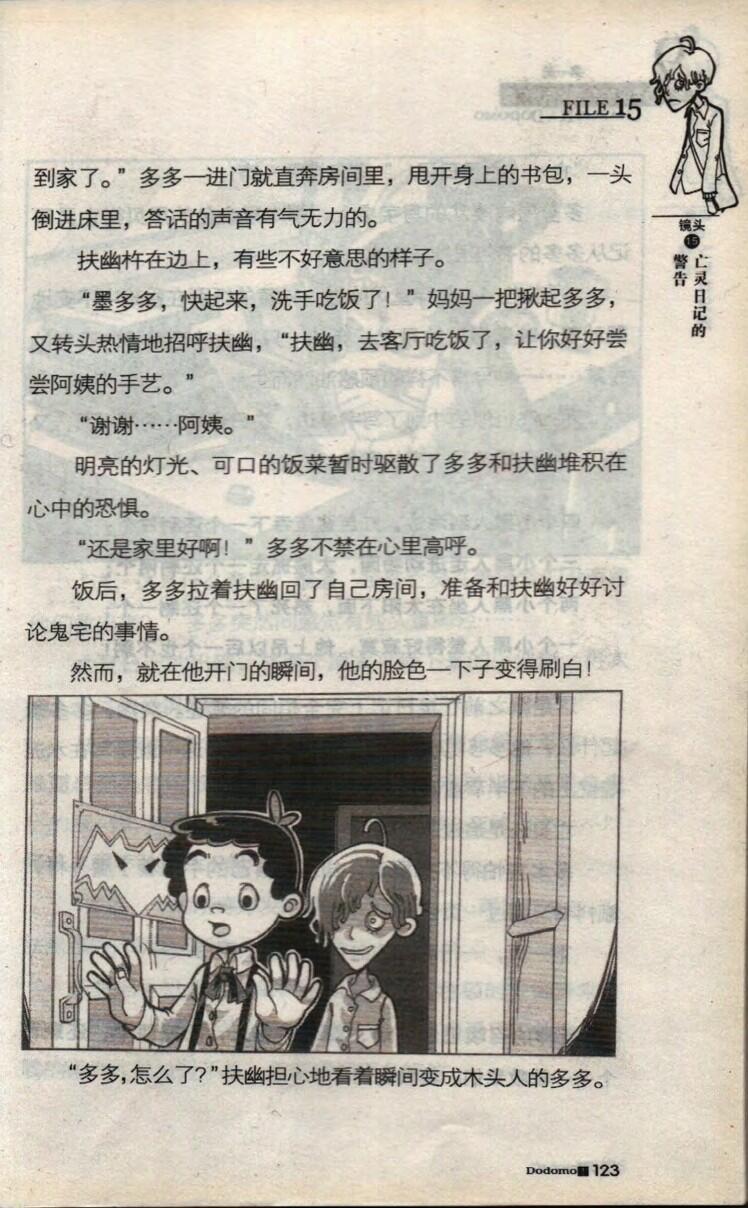 FILE 15
镜头
15
亡灵日记的
警告
到家了。”多多一进门就直奔房间里，甩开身上的书包，一头
倒进床里，答话的声音有气无力的。
扶幽杵在边上，有些不好意思的样子。
“墨多多，快起来，洗手吃饭了！”妈妈一把揪起多多，
又转头热情地招呼扶幽，“扶幽，去客厅吃饭了，让你好好尝
尝阿姨的手艺。”
“谢谢……阿姨。”
明亮的灯光、可口的饭菜暂时驱散了多多和扶幽堆积在
心中的恐惧。
“还是家里好啊！”多多不禁在心里高呼。
饭后，多多拉着扶幽回了自己房间，准备和扶幽好好讨
论鬼宅的事情。
然而，就在他开门的瞬间，他的脸色一下子变得刷白！
“多多，怎么了？”扶幽担心地看着瞬间变成木头人的多多。
Dodomo 123